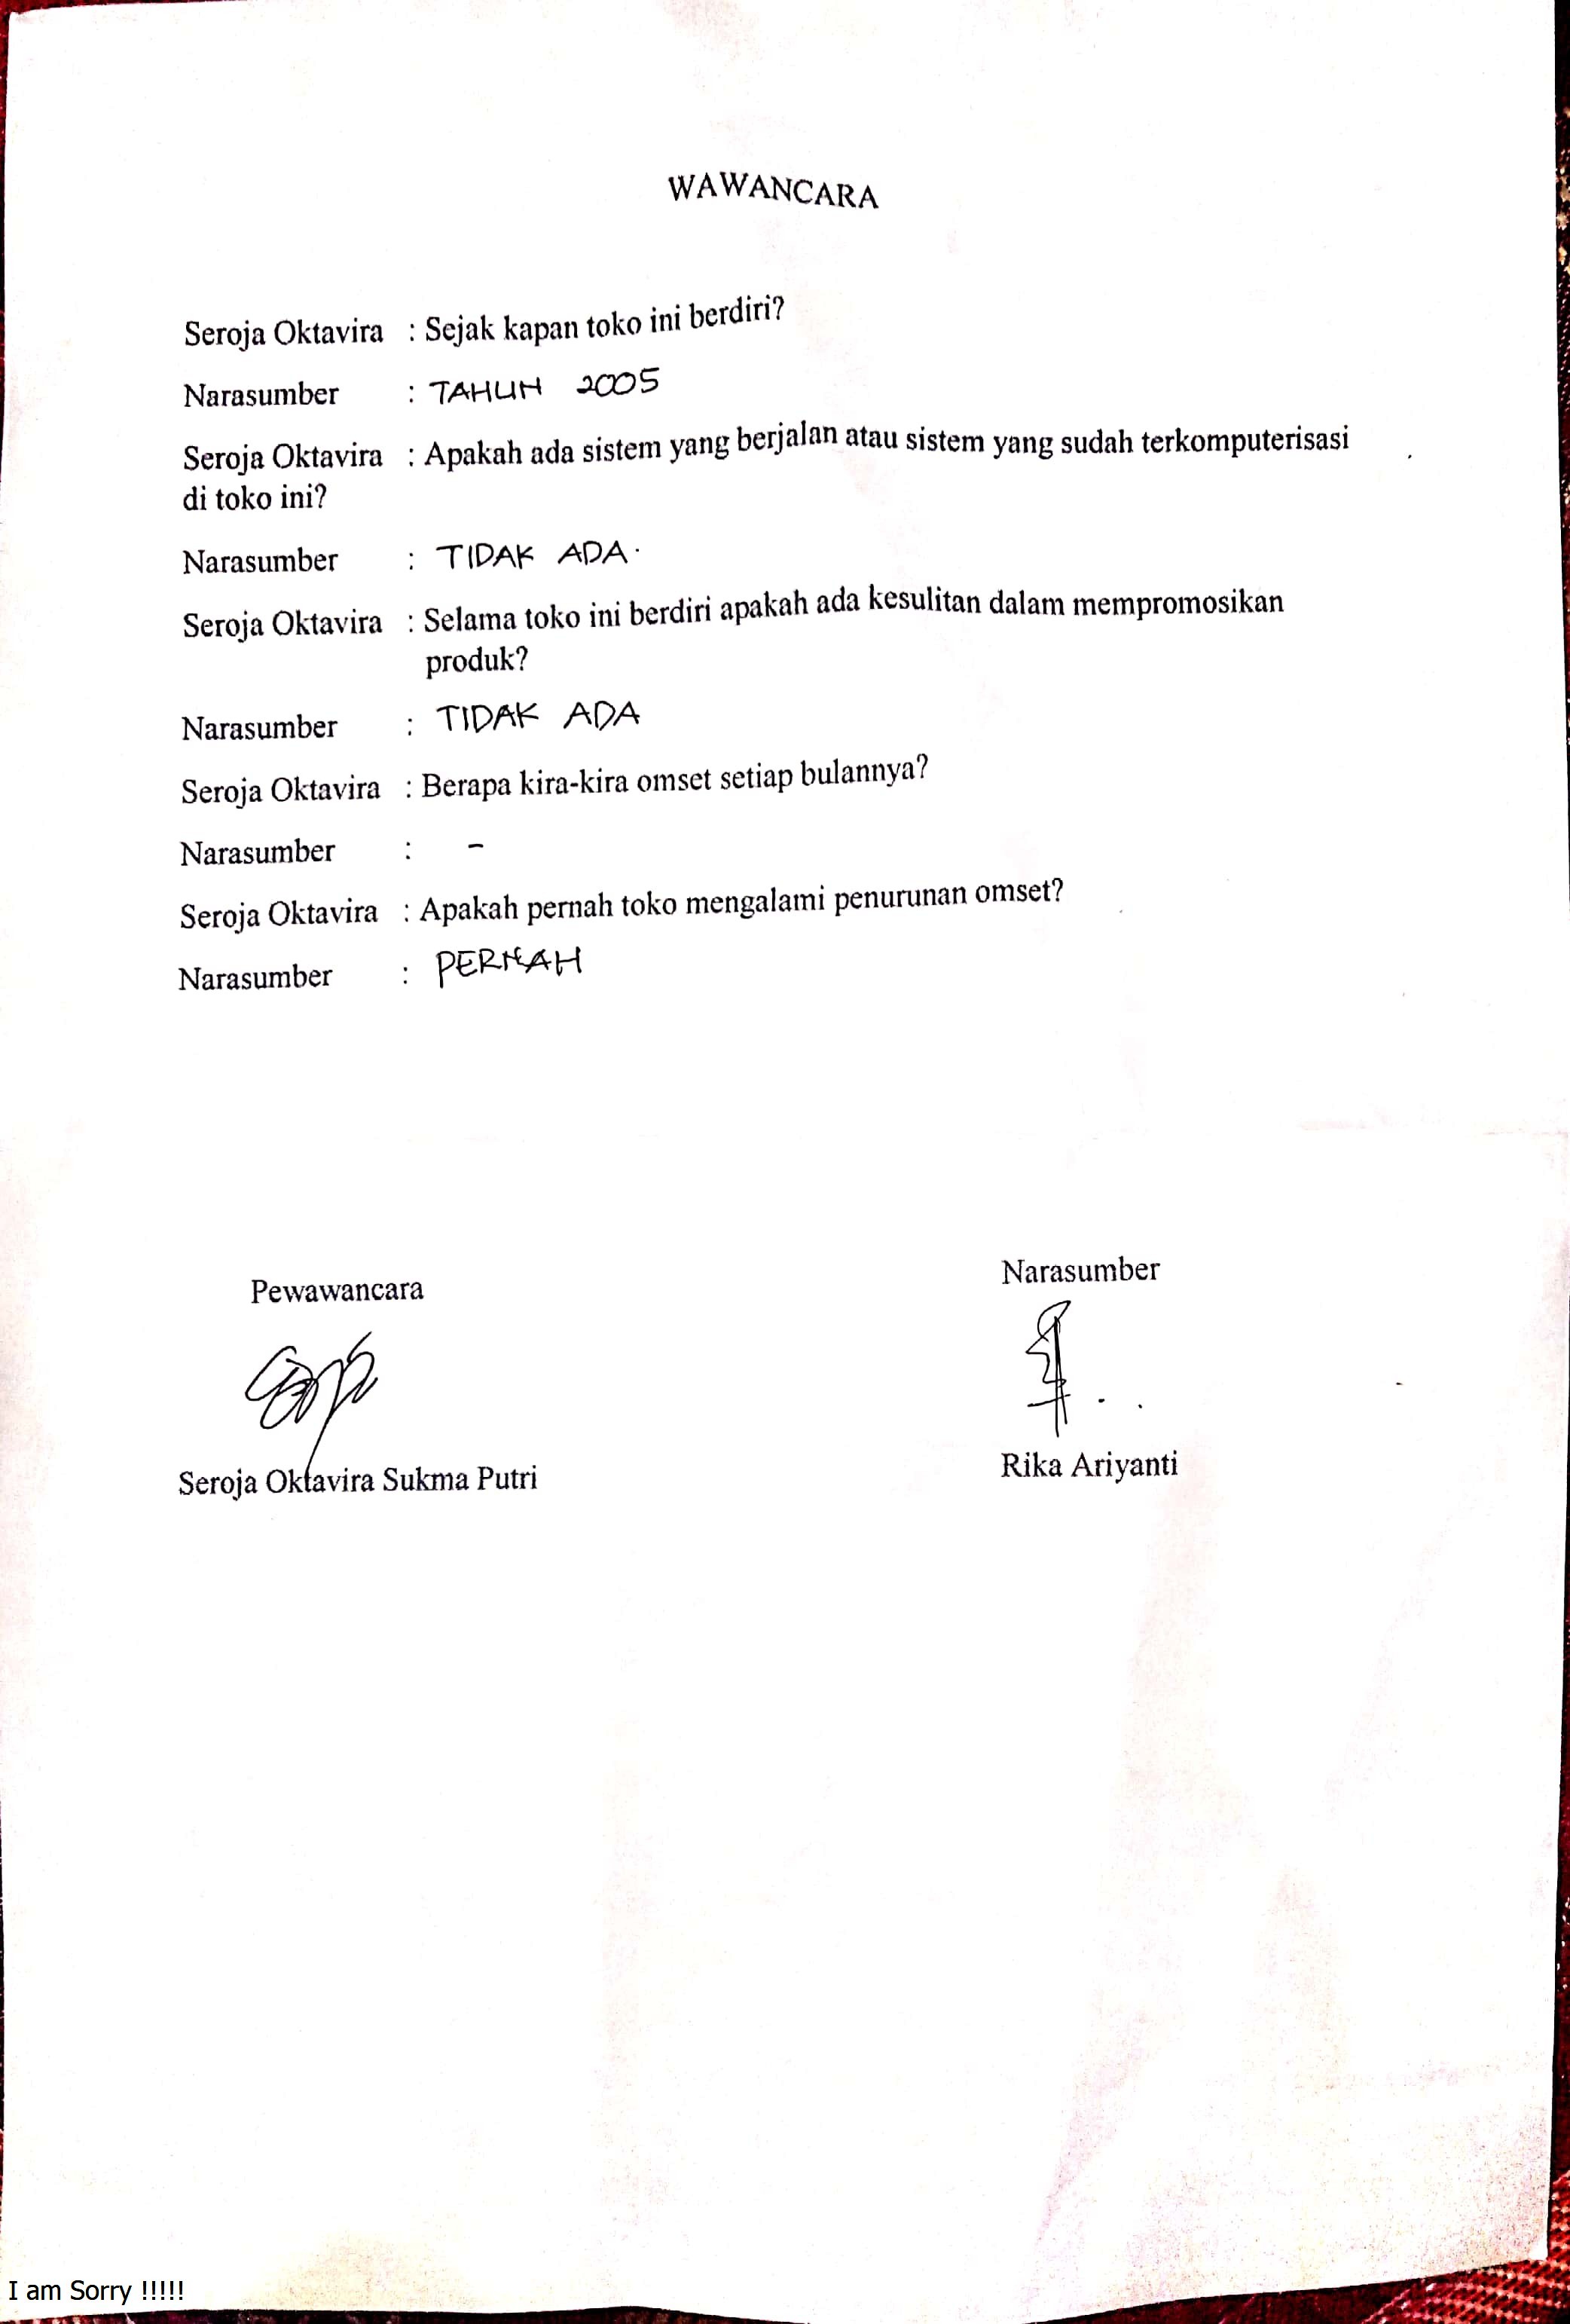 WAWANCARA
Seroja Oktavira : Sejak kapan toko ini berdiri?
Narasumber : TAHUN 2005
Seroja Oktavira : Apakah ada sistem yang berjalan atau sistem yang sudah terkomputerisasi
di toko ini?
Narasumber : TIDAK ADA.
Seroja Oktavira : Selama toko ini berdiri apakah ada kesulitan dalam mempromosikan
produk?
Narasumber : TIDAK ADA
Seroja Oktavira : Berapa kira-kira omset setiap bulannya?
Narasumber : -
Seroja Oktavira : Apakah pernah toko mengalami penurunan omset?
Narasumber : PERNAH
Pewawancara
Seroja Oktavira Sukma Putri
Narasumber
Rika Ariyanti
I am Sorry !!!!!